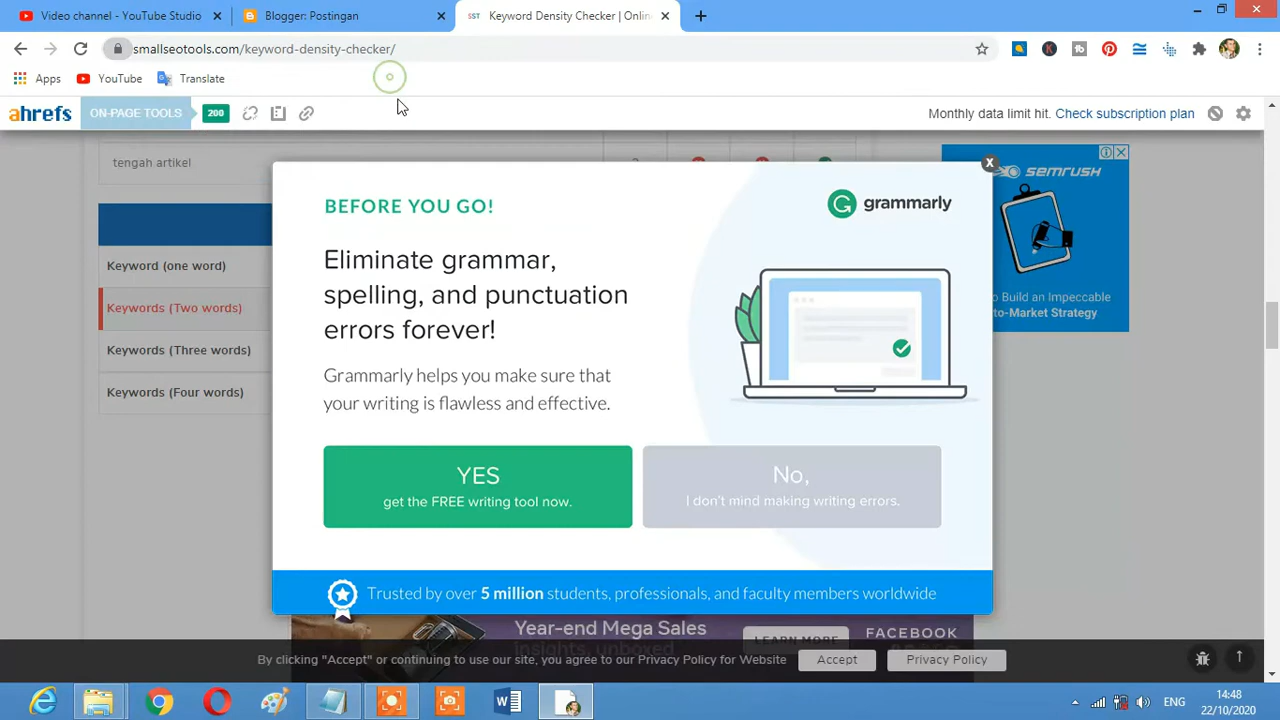 Video channel - YouTube Studio
Blogger: Postingan
Keyword Density Checker | Onlin
smallseotools.com/keyword-density-checker/
Apps
YouTube
Translate
ahrefs
ON-PAGE TOOLS
200
Monthly data limit hit. Check subscription plan
tengah artikel
Keyword (one word)
Keywords (Two words)
Keywords (Three words)
Keywords (Four words)
X
BEFORE YOU GO!
grammarly
Eliminate grammar,
spelling, and punctuation
errors forever!
Grammarly helps you make sure that
your writing is flawless and effective.
YES
get the FREE writing tool now.
No,
I don't mind making writing errors.
Trusted by over 5 million students, professionals, and faculty members worldwide
SEMRUSH
to Build an Impeccable
to-Market Strategy
Year-end Mega Sales
insights, unboxed
LEARN MORE
FACEBOOK
By clicking "Accept" or continuing to use our site, you agree to our Privacy Policy for Website
Accept
Privacy Policy
ENG
14:48
22/10/2020